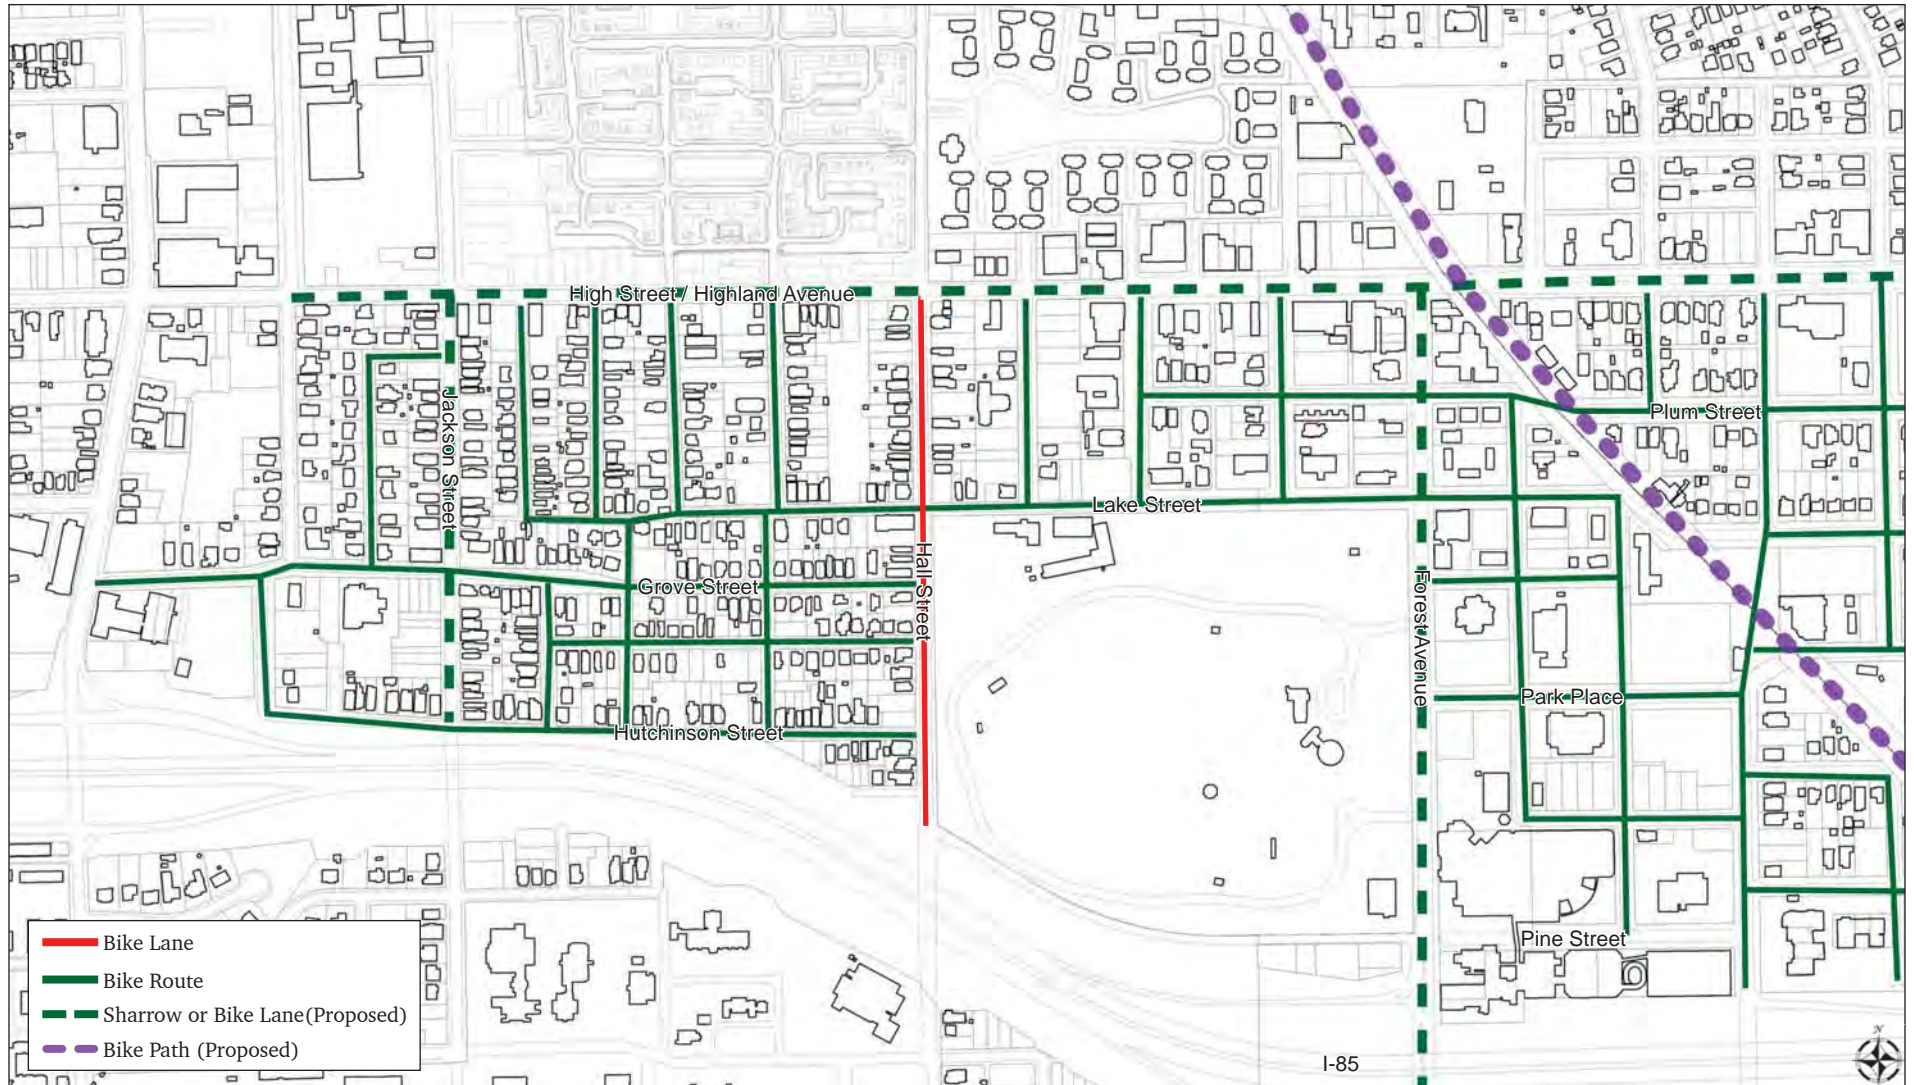 High Street / Highland Avenue
Jackson Street
Plum Street
Lake Street
Hall Street
Grove Street
Forest Avenue
Park Place
Hutchinson Street
Pine Street
I-85
Bike Lane
Bike Route
Sharrow or Bike Lane(Proposed)
Bike Path (Proposed)
N